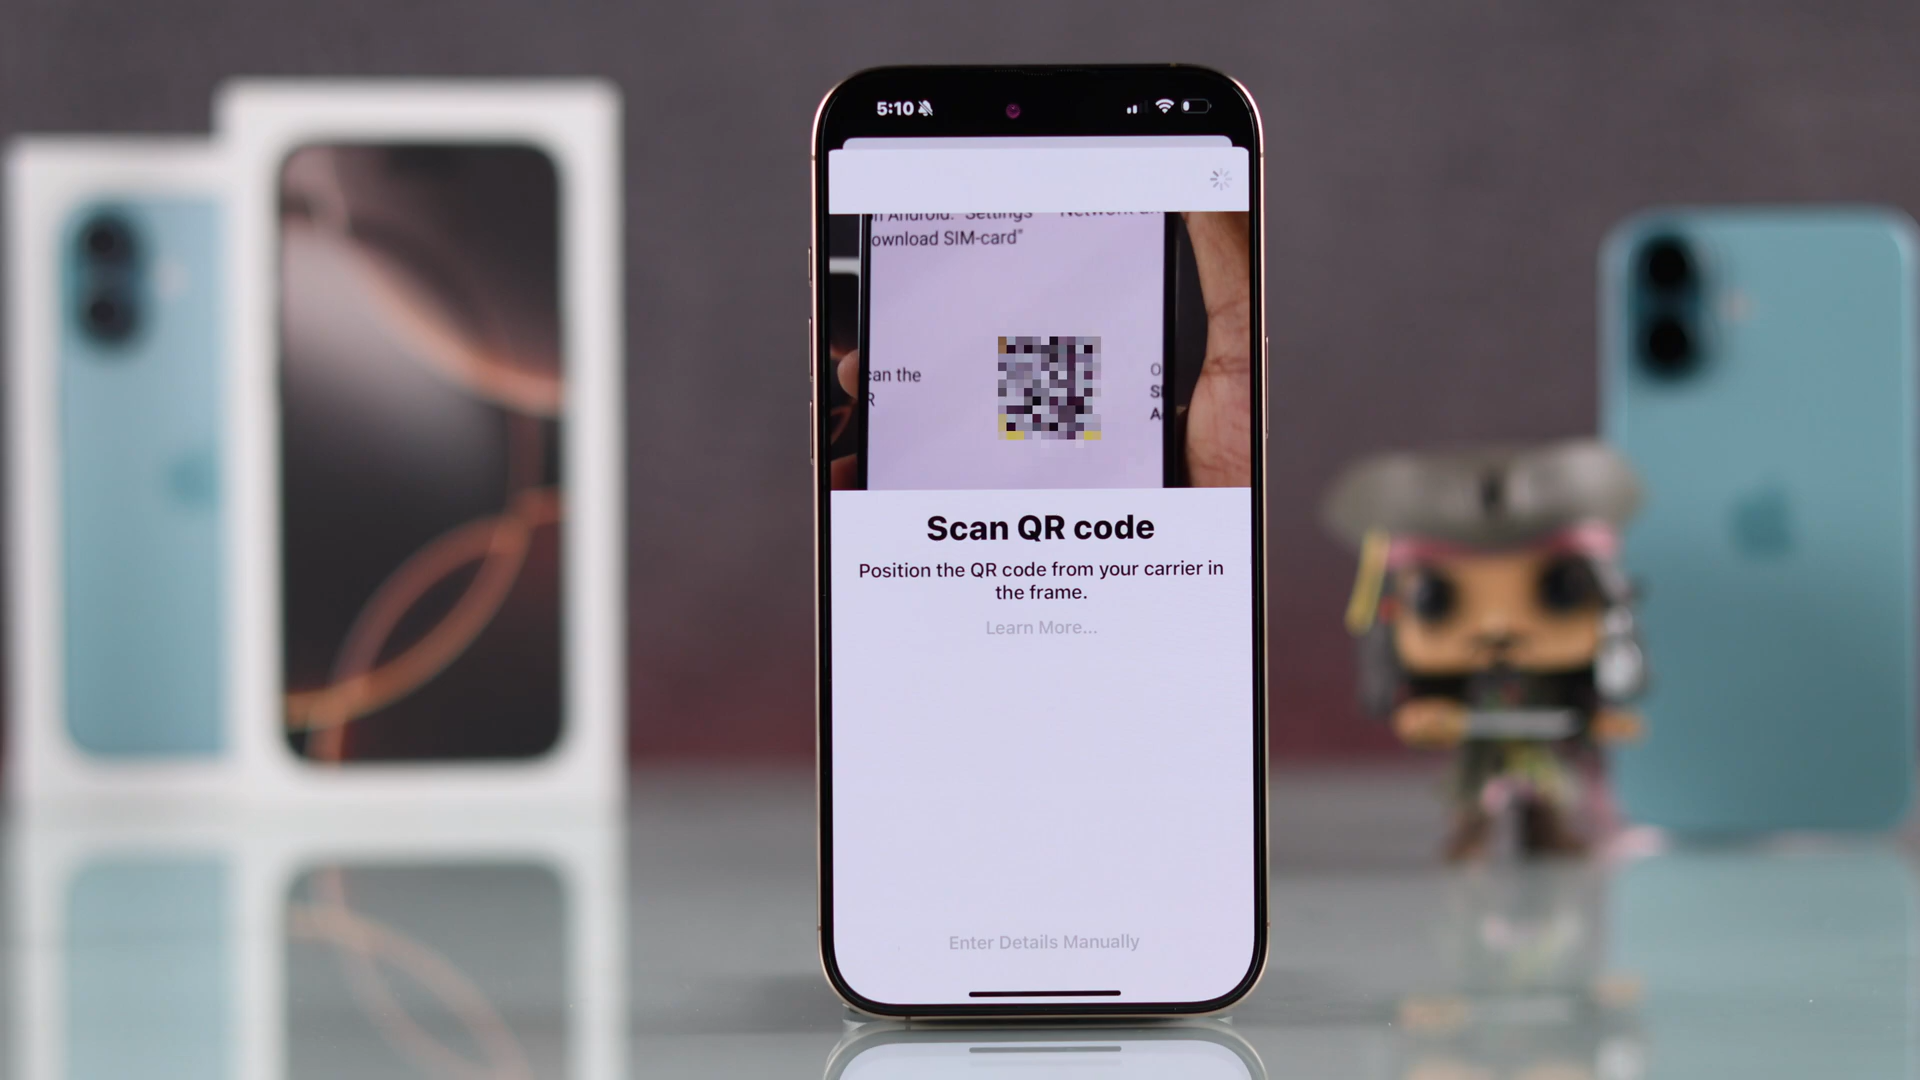 5:10
ownload SIM-card"
can the
Scan QR code
Position the QR code from your carrier in
the frame.
Learn More...
Enter Details Manually